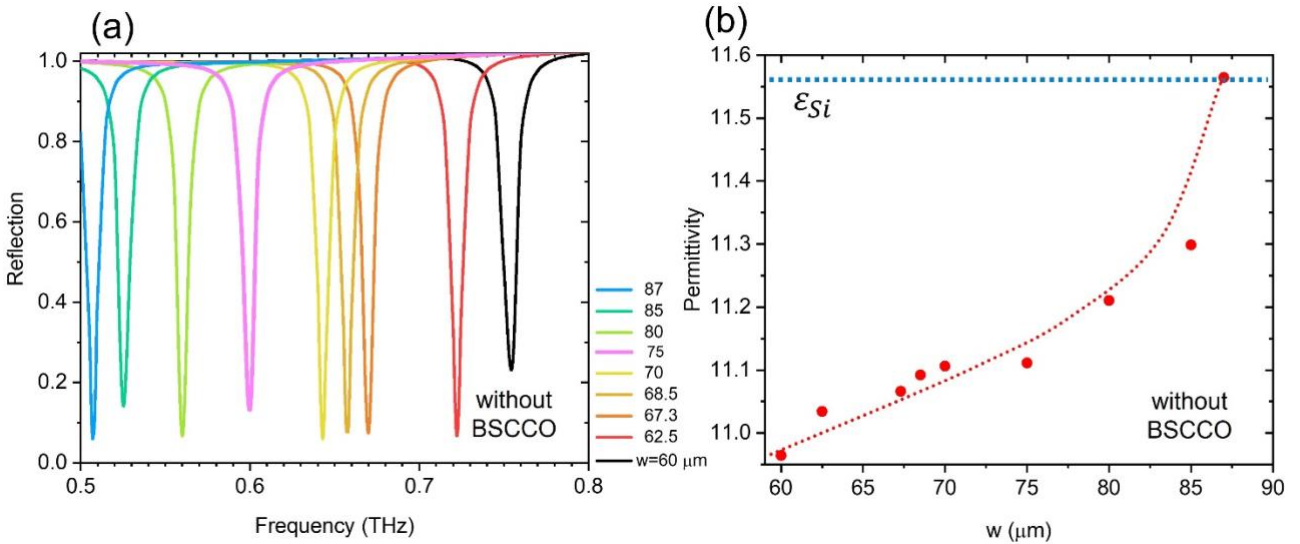 (a)
1.0
0.8
0.6
0.4
0.2
0.0
Reflection
0.5
0.6
0.7
0.8
Frequency (THz)
without
BSCCO
87
85
80
75
70
68.5
67.3
62.5
w=60 μm
(b)
11.6
11.5
11.4
11.3
11.2
11.1
11.0
Permittivity
εSi
without
BSCCO
60
65
70
75
80
85
90
w (μm)